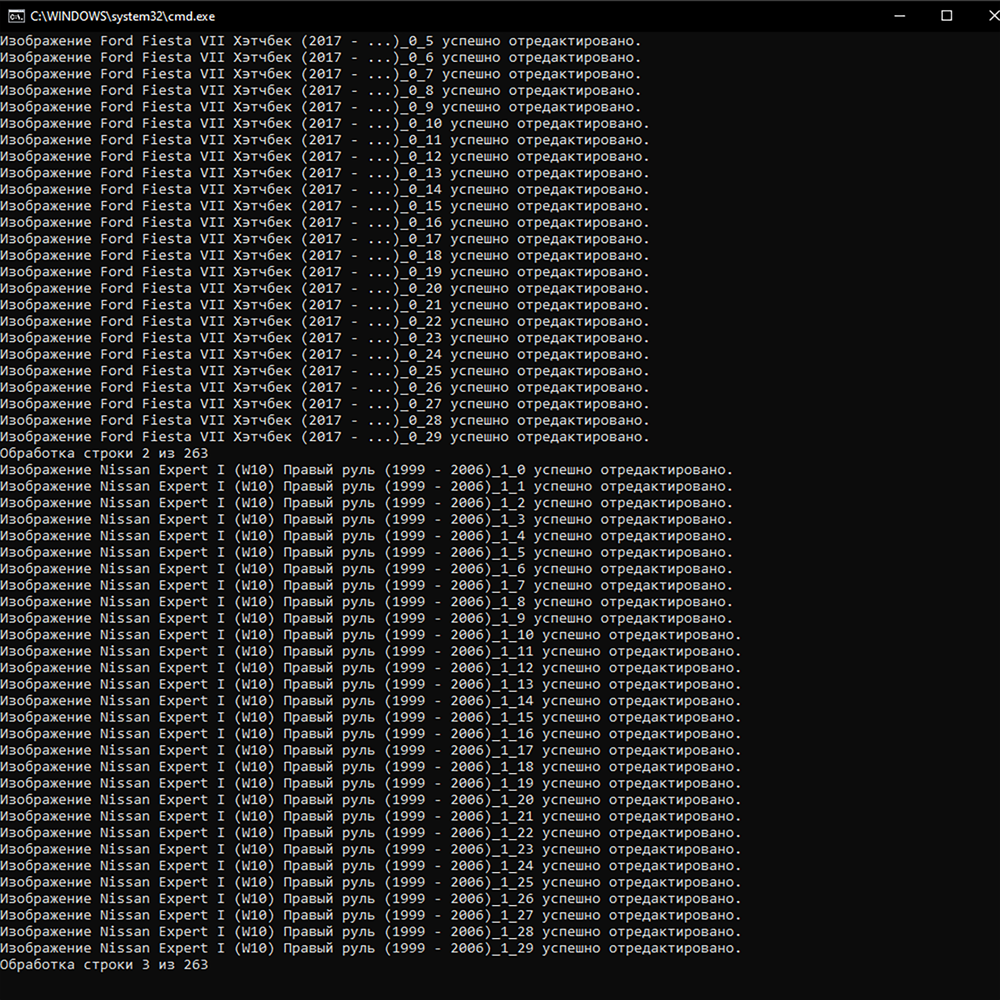 C:\WINDOWS\system32\cmd.exe
Изображение Ford Fiesta VII Хэтчбек (2017 - ...)_0_5 успешно отредактировано.
Изображение Ford Fiesta VII Хэтчбек (2017 - ...)_0_6 успешно отредактировано.
Изображение Ford Fiesta VII Хэтчбек (2017 - ...)_0_7 успешно отредактировано.
Изображение Ford Fiesta VII Хэтчбек (2017 - ...)_0_8 успешно отредактировано.
Изображение Ford Fiesta VII Хэтчбек (2017 - ...)_0_9 успешно отредактировано.
Изображение Ford Fiesta VII Хэтчбек (2017 - ...)_0_10 успешно отредактировано.
Изображение Ford Fiesta VII Хэтчбек (2017 - ...)_0_11 успешно отредактировано.
Изображение Ford Fiesta VII Хэтчбек (2017 - ...)_0_12 успешно отредактировано.
Изображение Ford Fiesta VII Хэтчбек (2017 - ...)_0_13 успешно отредактировано.
Изображение Ford Fiesta VII Хэтчбек (2017 - ...)_0_14 успешно отредактировано.
Изображение Ford Fiesta VII Хэтчбек (2017 - ...)_0_15 успешно отредактировано.
Изображение Ford Fiesta VII Хэтчбек (2017 - ...)_0_16 успешно отредактировано.
Изображение Ford Fiesta VII Хэтчбек (2017 - ...)_0_17 успешно отредактировано.
Изображение Ford Fiesta VII Хэтчбек (2017 - ...)_0_18 успешно отредактировано.
Изображение Ford Fiesta VII Хэтчбек (2017 - ...)_0_19 успешно отредактировано.
Изображение Ford Fiesta VII Хэтчбек (2017 - ...)_0_20 успешно отредактировано.
Изображение Ford Fiesta VII Хэтчбек (2017 - ...)_0_21 успешно отредактировано.
Изображение Ford Fiesta VII Хэтчбек (2017 - ...)_0_22 успешно отредактировано.
Изображение Ford Fiesta VII Хэтчбек (2017 - ...)_0_23 успешно отредактировано.
Изображение Ford Fiesta VII Хэтчбек (2017 - ...)_0_24 успешно отредактировано.
Изображение Ford Fiesta VII Хэтчбек (2017 - ...)_0_25 успешно отредактировано.
Изображение Ford Fiesta VII Хэтчбек (2017 - ...)_0_26 успешно отредактировано.
Изображение Ford Fiesta VII Хэтчбек (2017 - ...)_0_27 успешно отредактировано.
Изображение Ford Fiesta VII Хэтчбек (2017 - ...)_0_28 успешно отредактировано.
Изображение Ford Fiesta VII Хэтчбек (2017 - ...)_0_29 успешно отредактировано.
Обработка строки 2 из 263
Изображение Nissan Expert I (W10) Правый руль (1999 - 2006)_1_0 успешно отредактировано.
Изображение Nissan Expert I (W10) Правый руль (1999 - 2006)_1_1 успешно отредактировано.
Изображение Nissan Expert I (W10) Правый руль (1999 - 2006)_1_2 успешно отредактировано.
Изображение Nissan Expert I (W10) Правый руль (1999 - 2006)_1_3 успешно отредактировано.
Изображение Nissan Expert I (W10) Правый руль (1999 - 2006)_1_4 успешно отредактировано.
Изображение Nissan Expert I (W10) Правый руль (1999 - 2006)_1_5 успешно отредактировано.
Изображение Nissan Expert I (W10) Правый руль (1999 - 2006)_1_6 успешно отредактировано.
Изображение Nissan Expert I (W10) Правый руль (1999 - 2006)_1_7 успешно отредактировано.
Изображение Nissan Expert I (W10) Правый руль (1999 - 2006)_1_8 успешно отредактировано.
Изображение Nissan Expert I (W10) Правый руль (1999 - 2006)_1_9 успешно отредактировано.
Изображение Nissan Expert I (W10) Правый руль (1999 - 2006)_1_10 успешно отредактировано.
Изображение Nissan Expert I (W10) Правый руль (1999 - 2006)_1_11 успешно отредактировано.
Изображение Nissan Expert I (W10) Правый руль (1999 - 2006)_1_12 успешно отредактировано.
Изображение Nissan Expert I (W10) Правый руль (1999 - 2006)_1_13 успешно отредактировано.
Изображение Nissan Expert I (W10) Правый руль (1999 - 2006)_1_14 успешно отредактировано.
Изображение Nissan Expert I (W10) Правый руль (1999 - 2006)_1_15 успешно отредактировано.
Изображение Nissan Expert I (W10) Правый руль (1999 - 2006)_1_16 успешно отредактировано.
Изображение Nissan Expert I (W10) Правый руль (1999 - 2006)_1_17 успешно отредактировано.
Изображение Nissan Expert I (W10) Правый руль (1999 - 2006)_1_18 успешно отредактировано.
Изображение Nissan Expert I (W10) Правый руль (1999 - 2006)_1_19 успешно отредактировано.
Изображение Nissan Expert I (W10) Правый руль (1999 - 2006)_1_20 успешно отредактировано.
Изображение Nissan Expert I (W10) Правый руль (1999 - 2006)_1_21 успешно отредактировано.
Изображение Nissan Expert I (W10) Правый руль (1999 - 2006)_1_22 успешно отредактировано.
Изображение Nissan Expert I (W10) Правый руль (1999 - 2006)_1_23 успешно отредактировано.
Изображение Nissan Expert I (W10) Правый руль (1999 - 2006)_1_24 успешно отредактировано.
Изображение Nissan Expert I (W10) Правый руль (1999 - 2006)_1_25 успешно отредактировано.
Изображение Nissan Expert I (W10) Правый руль (1999 - 2006)_1_26 успешно отредактировано.
Изображение Nissan Expert I (W10) Правый руль (1999 - 2006)_1_27 успешно отредактировано.
Изображение Nissan Expert I (W10) Правый руль (1999 - 2006)_1_28 успешно отредактировано.
Изображение Nissan Expert I (W10) Правый руль (1999 - 2006)_1_29 успешно отредактировано.
Обработка строки 3 из 263